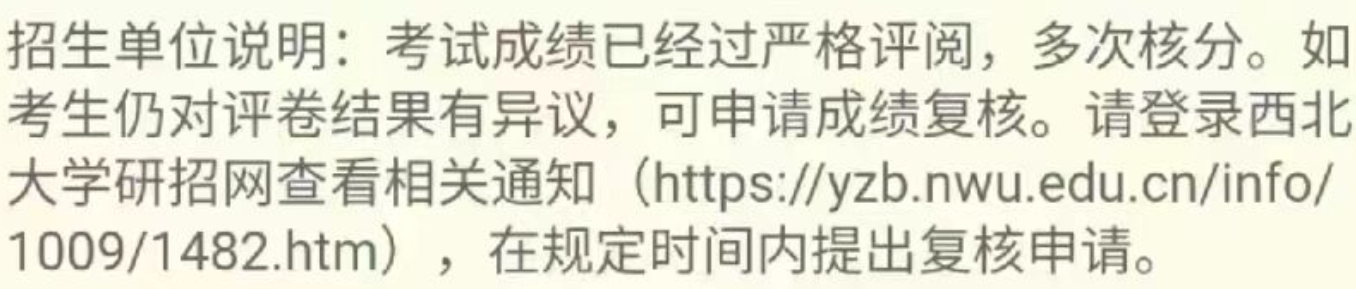 招生单位说明：考试成绩已经过严格评阅，多次核分。如
考生仍对评卷结果有异议，可申请成绩复核。请登录西北
大学研招网查看相关通知（https://yzb.nwu.edu.cn/info/
1009/1482.htm），在规定时间内提出复核申请。